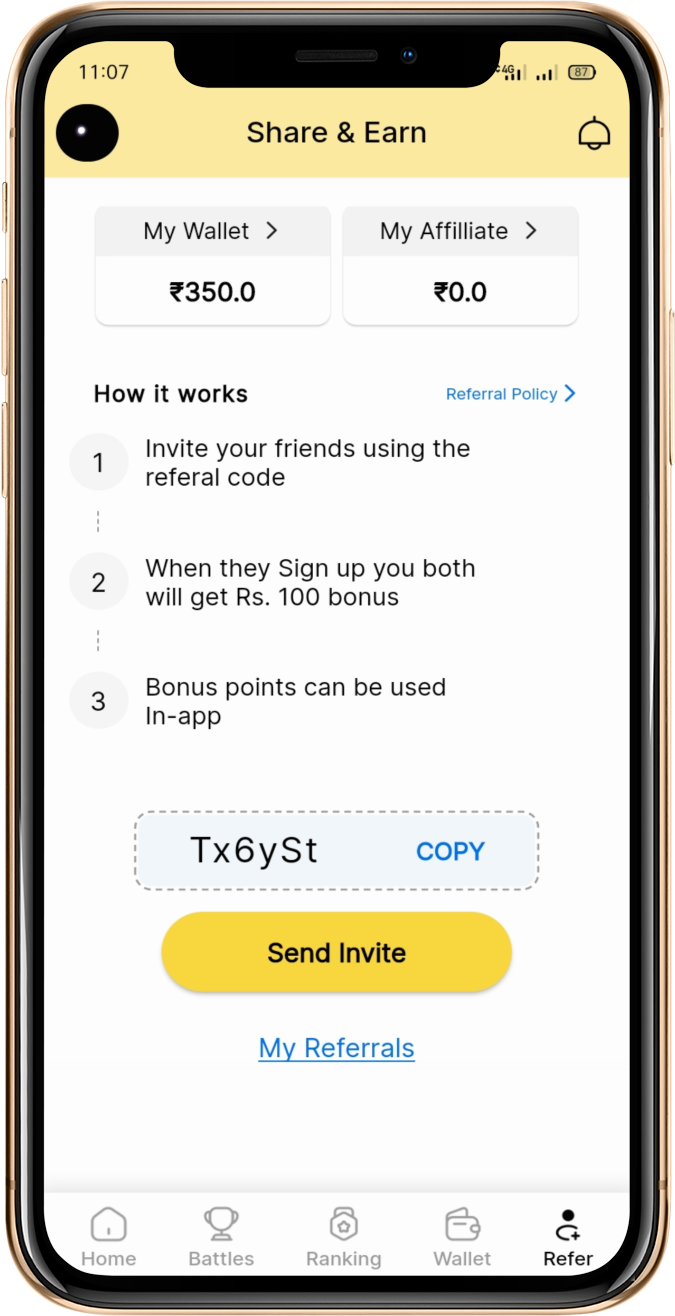 11:07
4G
87
Share & Earn
My Wallet
My Affilliate
₹350.0
₹0.0
How it works
Referral Policy
1
Invite your friends using the
referal code
2
When they Sign up you both
will get Rs. 100 bonus
3
Bonus points can be used
In-app
Tx6ySt
COPY
Send Invite
My Referrals
Home
Battles
Ranking
Wallet
Refer